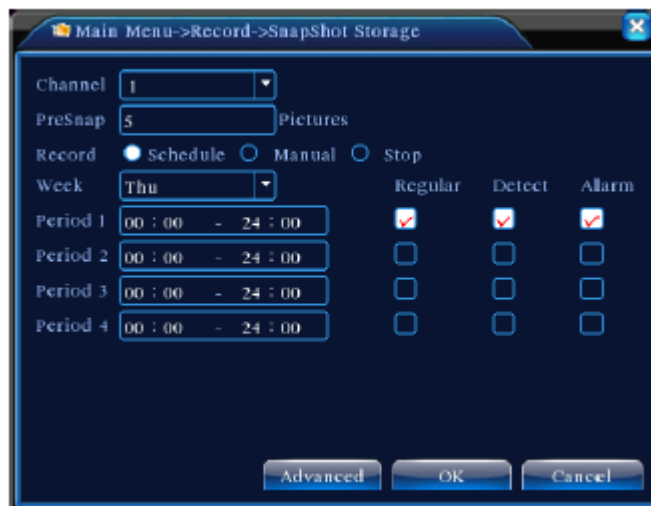 Main Menu->Record->SnapShot Storage
Channel 1
PreSnap 5 Pictures
Record Schedule Manual Stop
Week Thu Regular Detect Allarm
Period 1 00 : 00 - 24 : 00
Period 2 00 : 00 - 24 : 00
Period 3 00 : 00 - 24 : 00
Period 4 00 : 00 - 24 : 00
Advanced OK Cancel